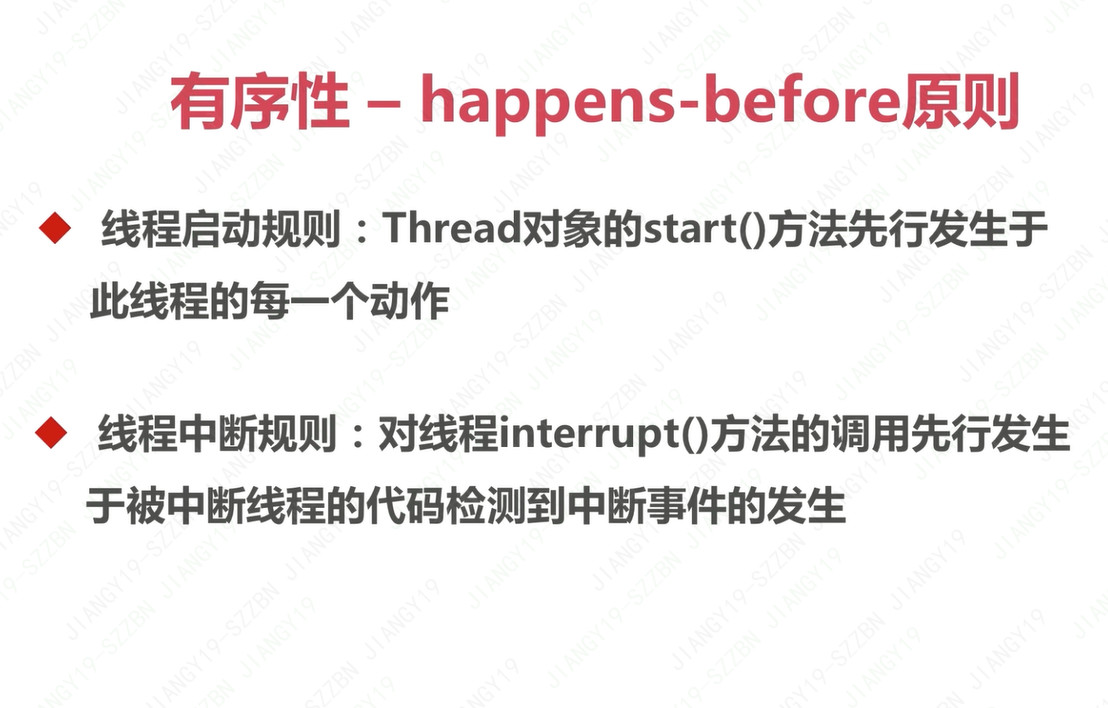 有序性 – happens-before原则
线程启动规则：Thread对象的start()方法先行发生于
此线程的每一个动作
线程中断规则：对线程interrupt()方法的调用先行发生
于被中断线程的代码检测到中断事件的发生
JIANGY19-SZZBN